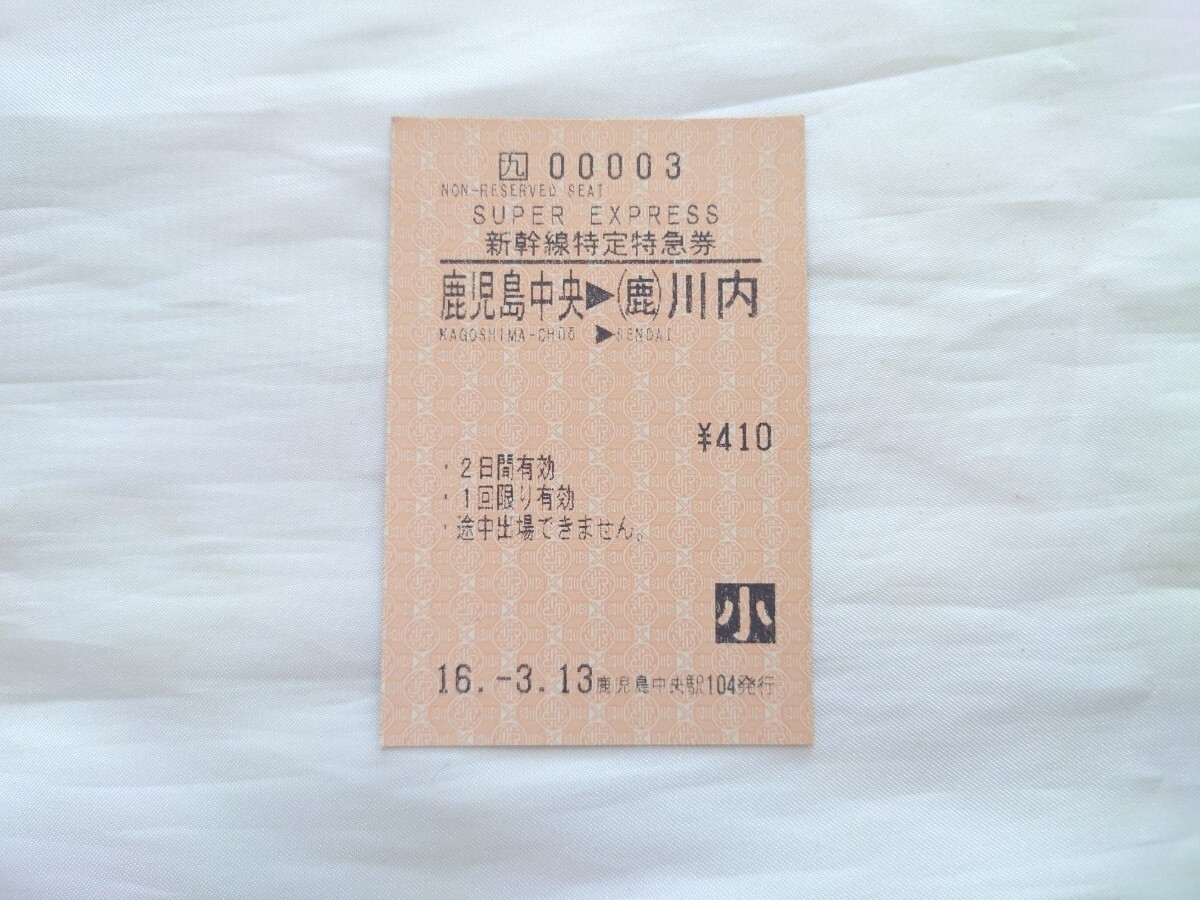 九 00003
NON-RESERVED SEAT
SUPER EXPRESS
新幹線特定特急券
鹿児島中央▶(鹿)川内
KAGOSHIMA-CHŪŌ ▶SENDAI
¥410
・2日間有効
・1回限り有効
・途中出場できません。
小
16.-3.13鹿児島中央駅104発行